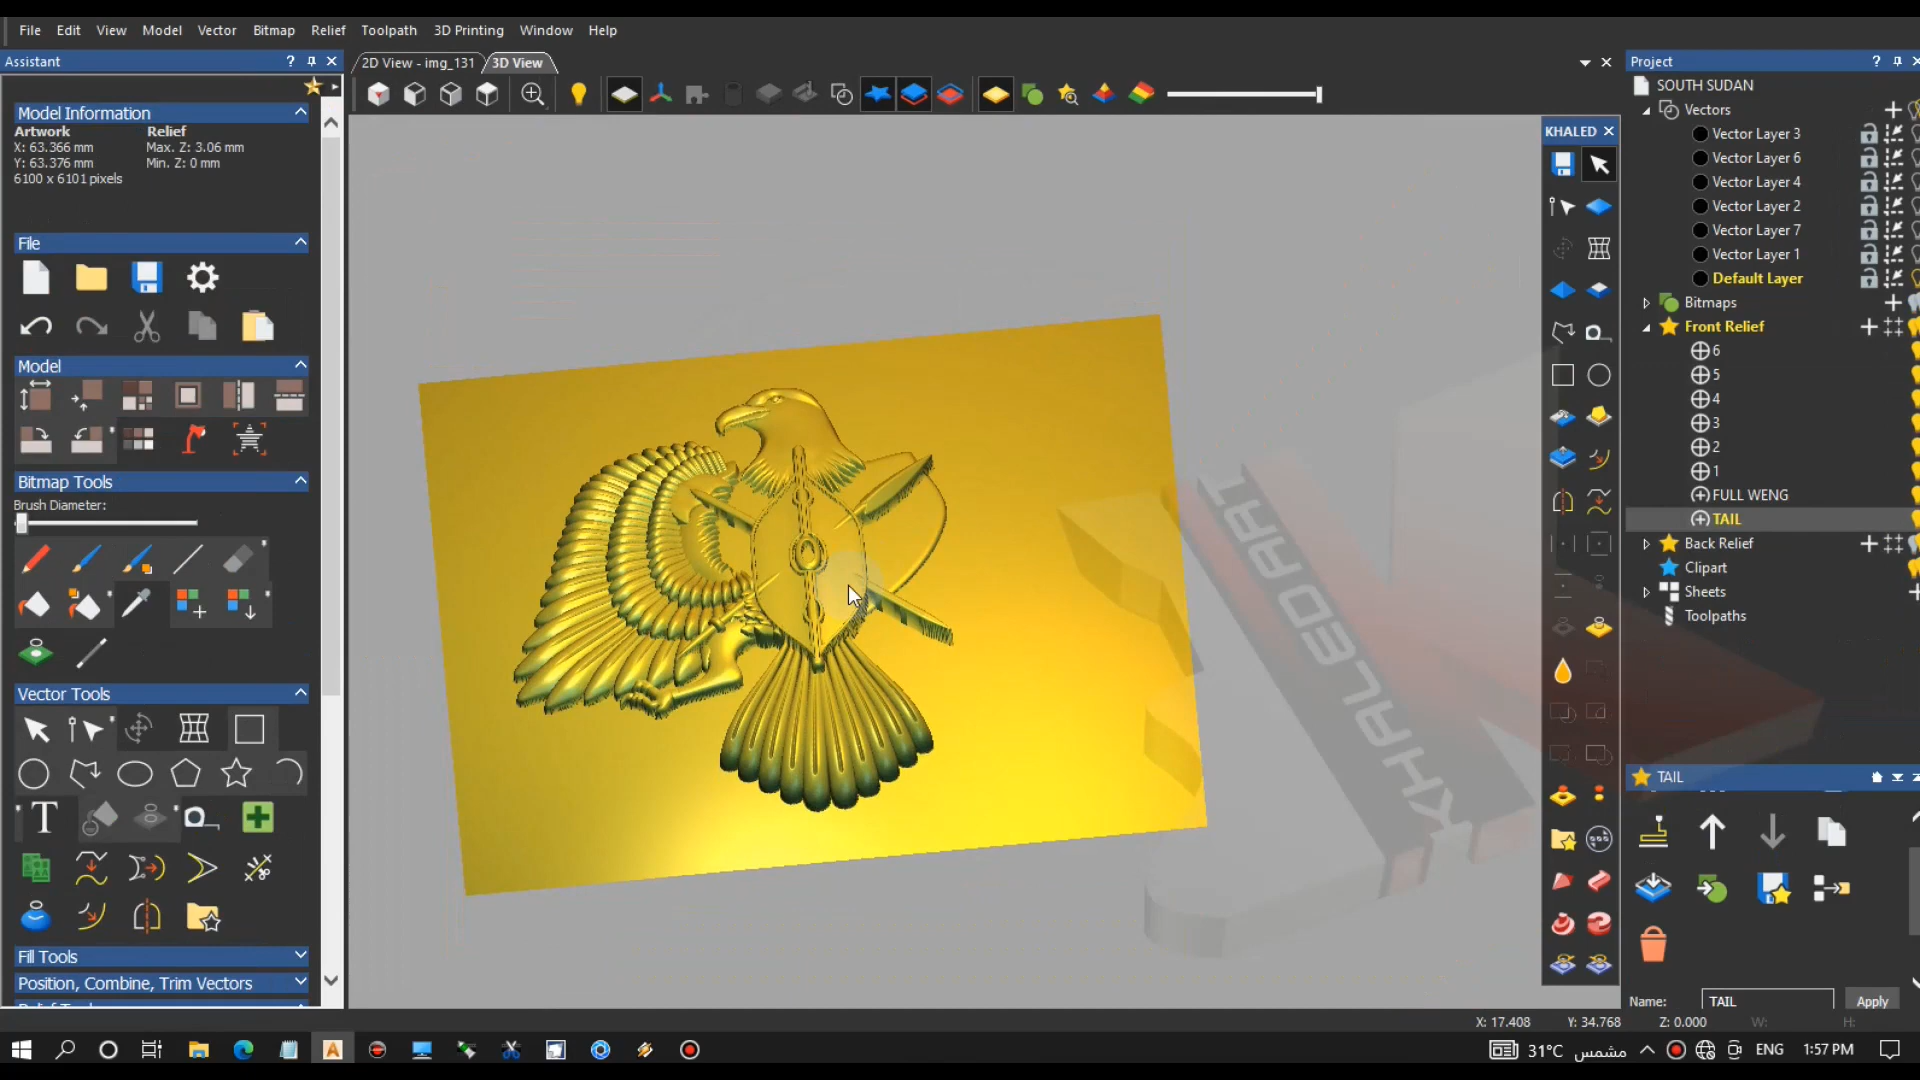 File Edit View Model Vector Bitmap Relief Toolpath 3D Printing Window Help
Assistant
2D View - img_131
3D View
Project
Model Information
Artwork Relief
X: 63.366 mm Max. Z: 3.06 mm
Y: 63.376 mm Min. Z: 0 mm
6100 x 6101 pixels
File
Model
Bitmap Tools
Brush Diameter:
Vector Tools
Fill Tools
Position, Combine, Trim Vectors
KHALED
KHALEDART
SOUTH SUDAN
Vectors
Vector Layer 3
Vector Layer 6
Vector Layer 4
Vector Layer 2
Vector Layer 7
Vector Layer 1
Default Layer
Bitmaps
Front Relief
6
5
4
3
2
1
FULL WENG
TAIL
Back Relief
Clipart
Sheets
Toolpaths
TAIL
Name: TAIL Apply
X: 17.408 Y: 34.768 Z: 0.000 W: H:
31°C مشمس ENG 1:57 PM